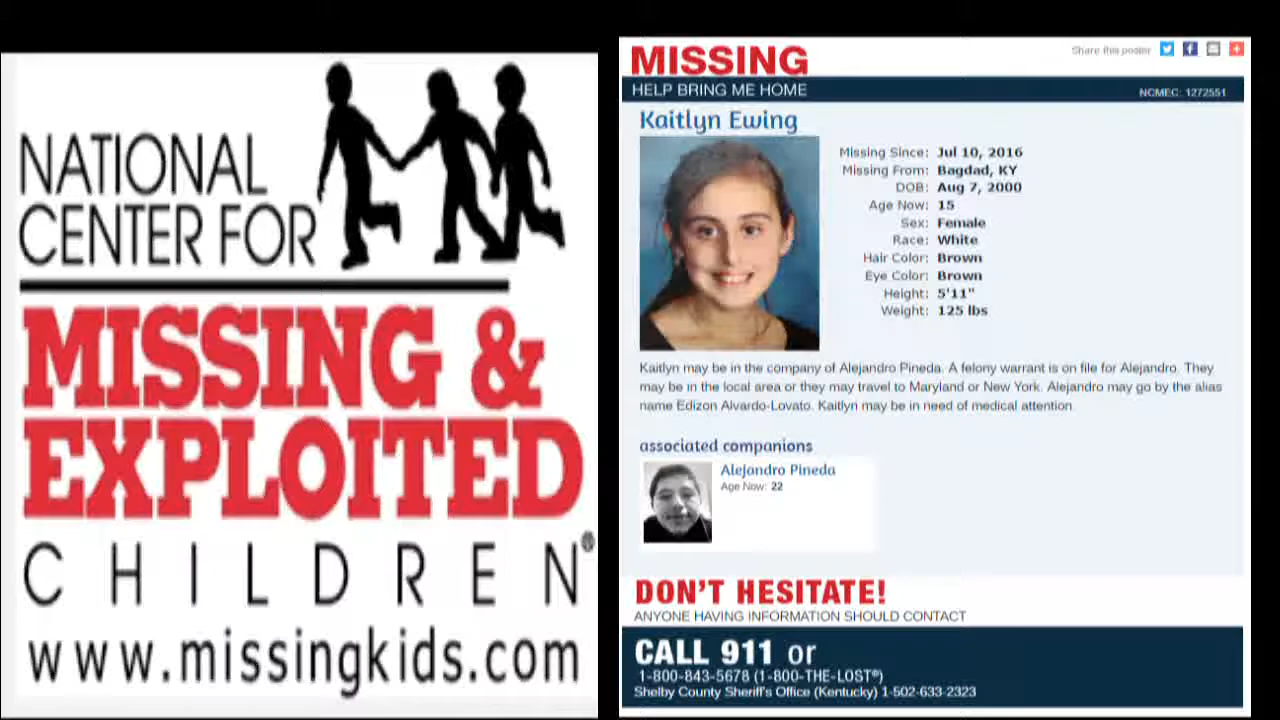 NATIONAL
CENTER FOR
MISSING &
EXPLOITED
CHILDREN®
www.missingkids.com
MISSING
Share this poster
HELP BRING ME HOME
NCMEC: 1272551
Kaitlyn Ewing
Missing Since: Jul 10, 2016
Missing From: Bagdad, KY
DOB: Aug 7, 2000
Age Now: 15
Sex: Female
Race: White
Hair Color: Brown
Eye Color: Brown
Height: 5'11"
Weight: 125 lbs
Kaitlyn may be in the company of Alejandro Pineda. A felony warrant is on file for Alejandro. They
may be in the local area or they may travel to Maryland or New York. Alejandro may go by the alias
name Edizon Alvardo-Lovato. Kaitlyn may be in need of medical attention.
associated companions
Alejandro Pineda
Age Now: 22
DON'T HESITATE!
ANYONE HAVING INFORMATION SHOULD CONTACT
CALL 911 or
1-800-843-5678 (1-800-THE-LOST®)
Shelby County Sheriff's Office (Kentucky) 1-502-633-2323